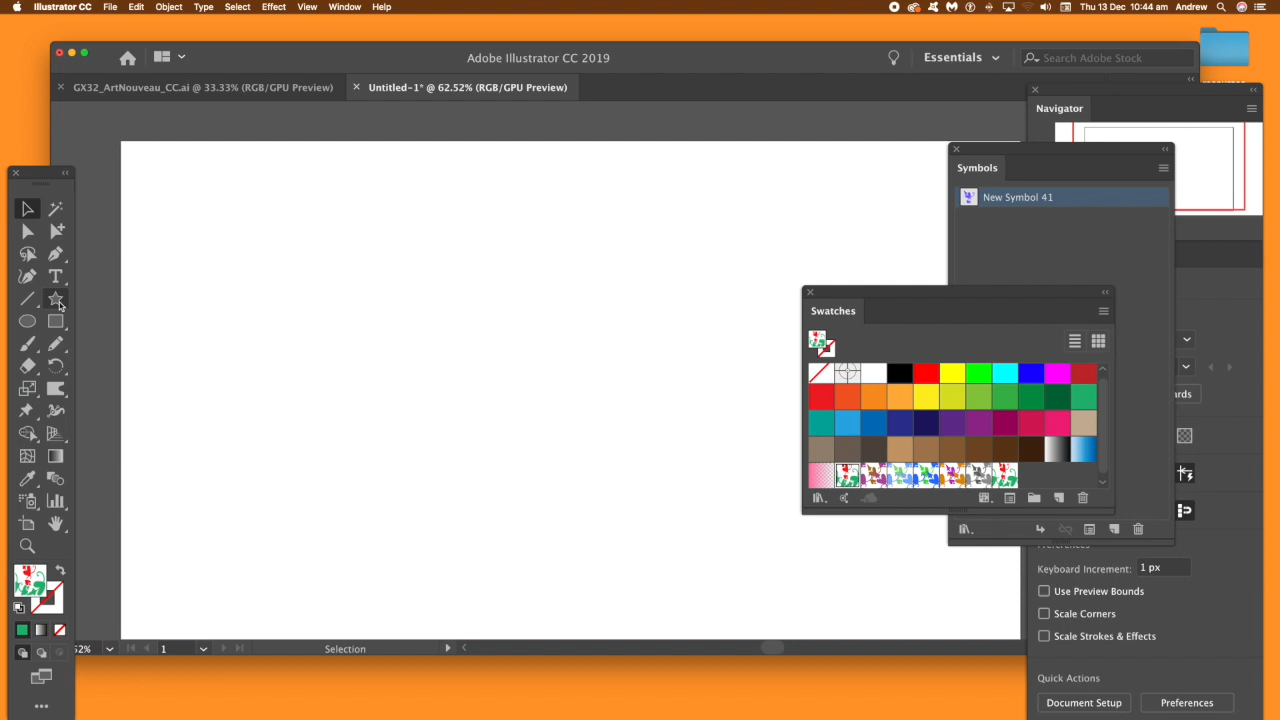 Illustrator CC File Edit Object Type Select Effect View Window Help Thu 13 Dec 10:44 am Andrew
Adobe Illustrator CC 2019 Essentials Search Adobe Stock
GX32_ArtNouveau_CC.ai @ 33.33% (RGB/GPU Preview) Untitled-1* @ 62.52% (RGB/GPU Preview)
Navigator
Symbols
New Symbol 41
Swatches
Keyboard Increment: 1 px
Use Preview Bounds
Scale Corners
Scale Strokes & Effects
1 Selection
Quick Actions
Document Setup Preferences